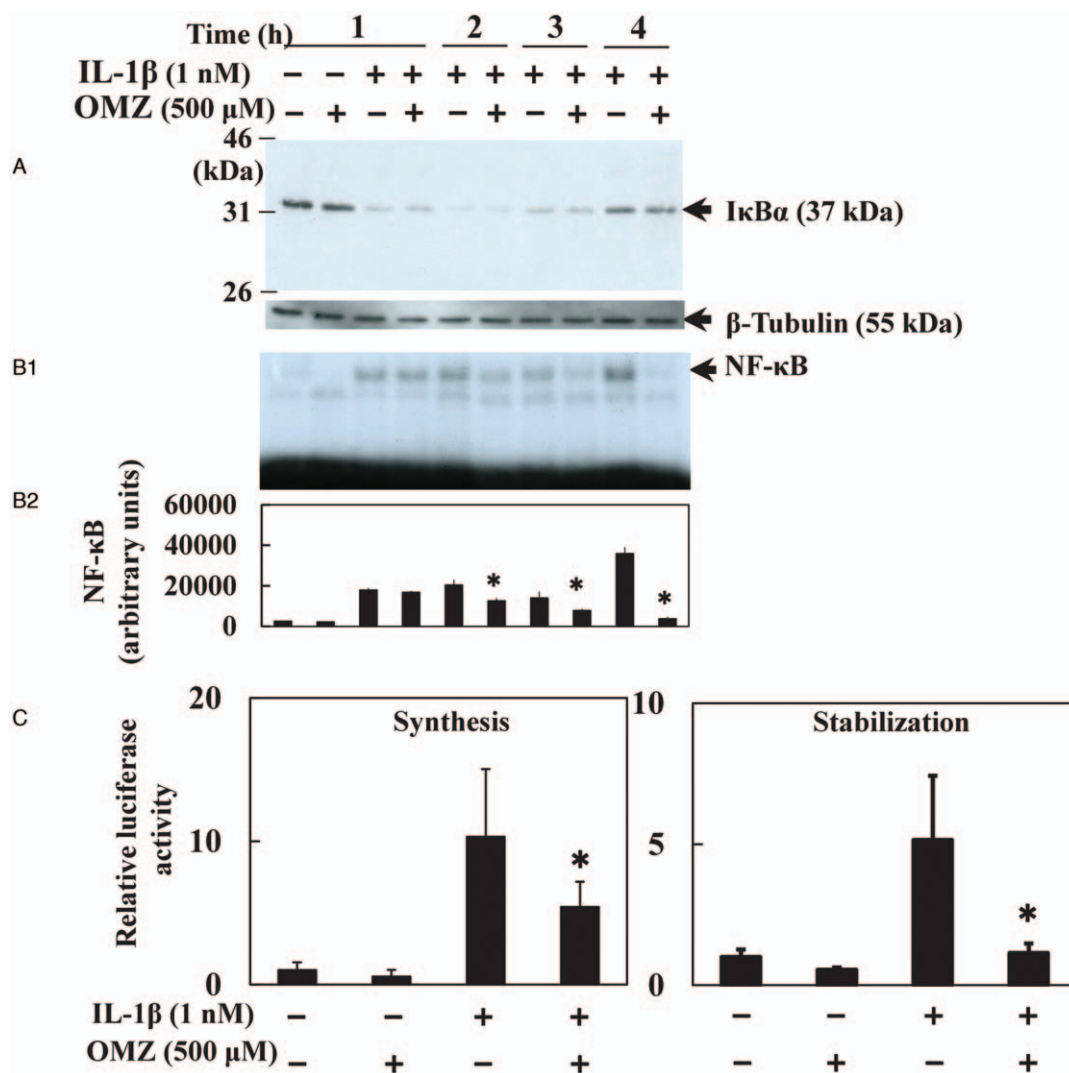 Time (h) 1 2 3 4
IL-1β (1 nM) − − + + + + + + + +
OMZ (500 μM) − + − + − + − + − +
A
46
(kDa)
31
IκBα (37 kDa)
26
β-Tubulin (55 kDa)
B1
NF-κB
B2
NF-κB
(arbitrary units)
60000
40000
20000
0
* * *
C
Relative luciferase
activity
20
10
0
Synthesis
*
10
5
0
Stabilization
*
IL-1β (1 nM) − − + + − − + +
OMZ (500 μM) − + − + − + − +